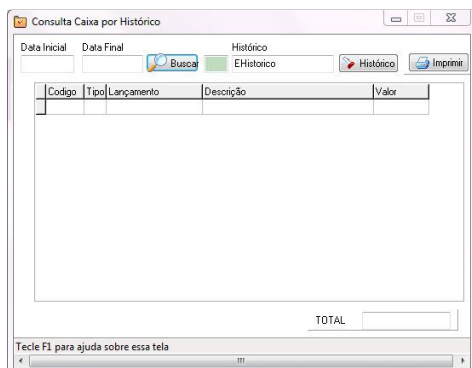 Consulta Caixa por Histórico
Data Inicial Data Final Histórico
Busca EHistorico Histórico Imprimir
Codigo Tipo Lançamento Descrição Valor
TOTAL
Tecle F1 para ajuda sobre essa tela